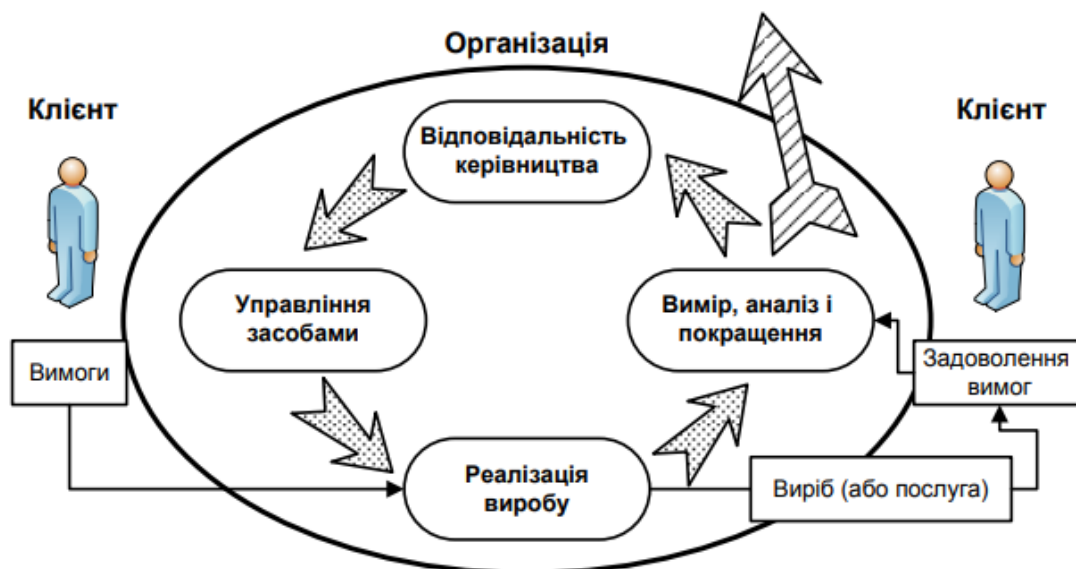 Організація
Клієнт
Клієнт
Відповідальність
керівництва
Управління
засобами
Вимір, аналіз і
покращення
Вимоги
Задоволення
вимог
Реалізація
виробу
Виріб (або послуга)